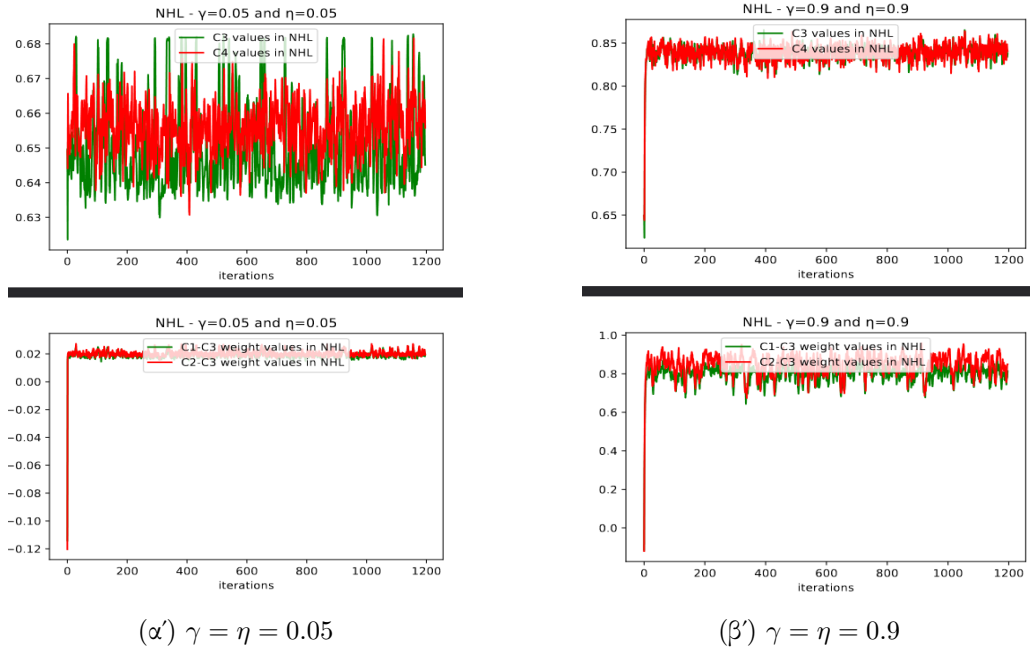 NHL - γ=0.05 and η=0.05
C3 values in NHL
C4 values in NHL
0.68
0.67
0.66
0.65
0.64
0.63
0
200
400
600
800
1000
1200
iterations
NHL - γ=0.9 and η=0.9
C3 values in NHL
C4 values in NHL
0.85
0.80
0.75
0.70
0.65
0
200
400
600
800
1000
1200
iterations
NHL - γ=0.05 and η=0.05
C1-C3 weight values in NHL
C2-C3 weight values in NHL
0.02
0.00
−0.02
−0.04
−0.06
−0.08
−0.10
−0.12
0
200
400
600
800
1000
1200
iterations
NHL - γ=0.9 and η=0.9
C1-C3 weight values in NHL
C2-C3 weight values in NHL
1.0
0.8
0.6
0.4
0.2
0.0
0
200
400
600
800
1000
1200
iterations
(αʹ) γ = η = 0.05
(βʹ) γ = η = 0.9